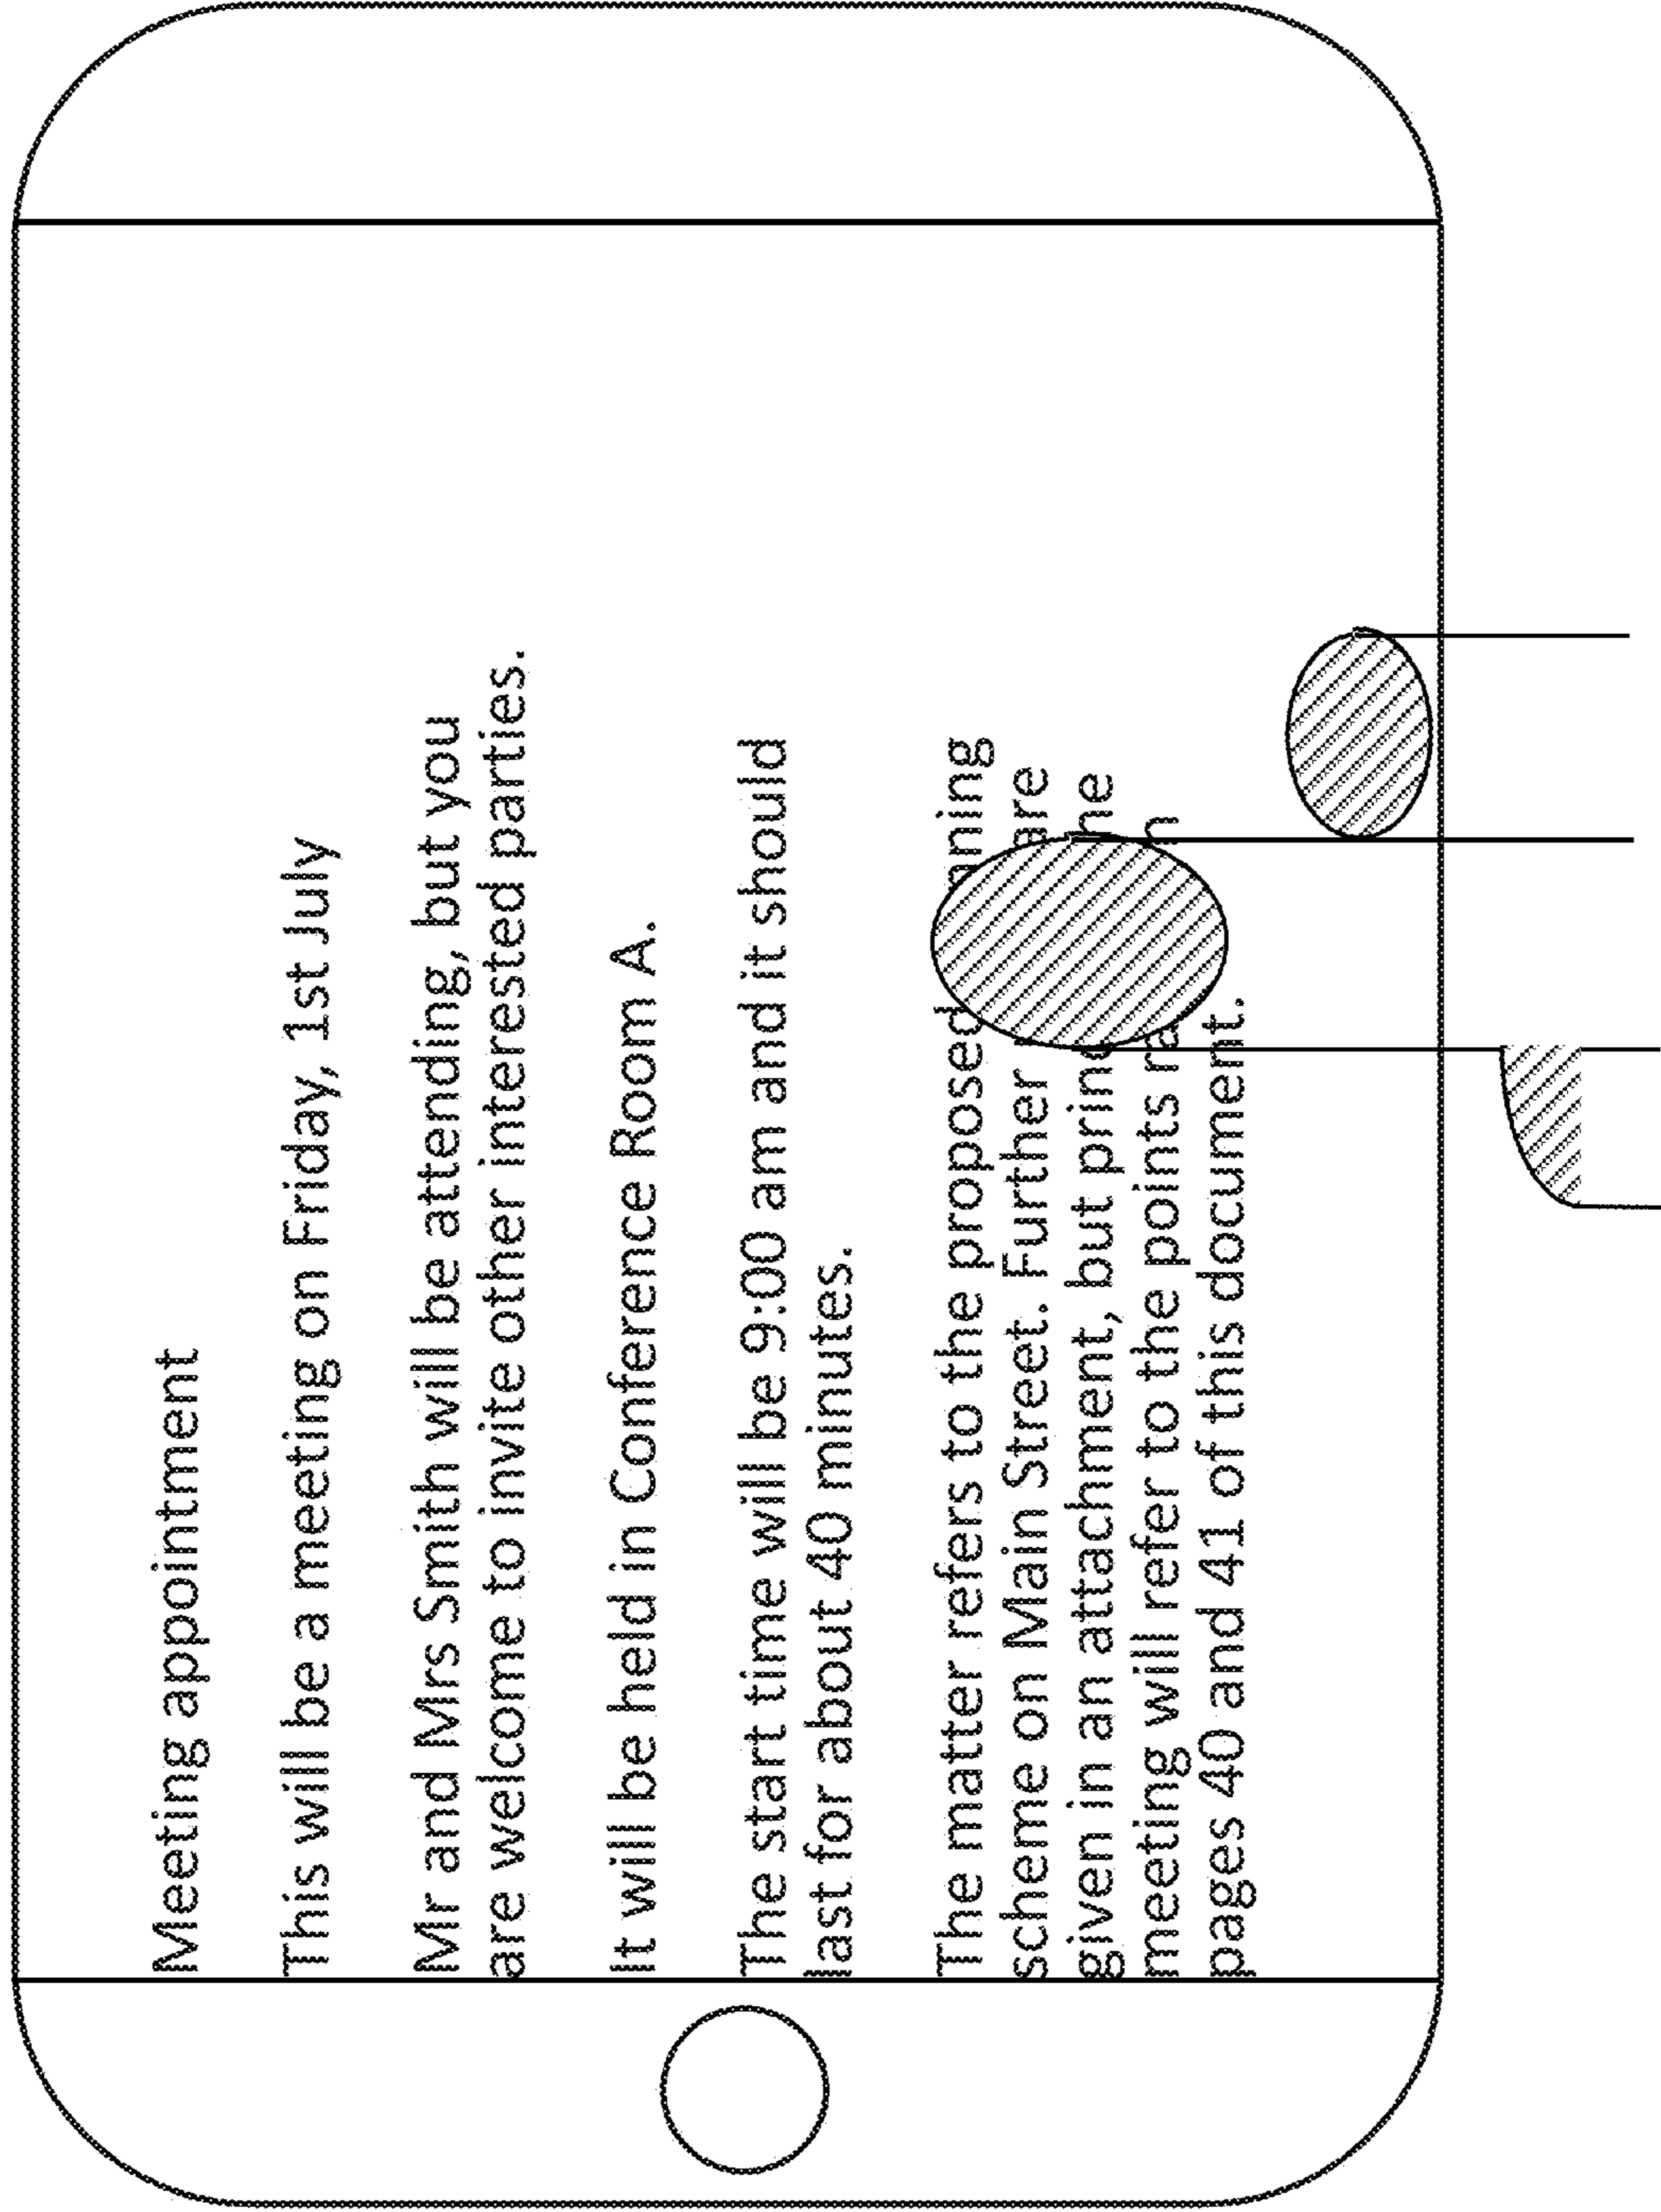 Meeting appointment
This will be a meeting on Friday, 1st July
Mr and Mrs Smith will be attending, but you
are welcome to invite other interested parties.
It will be held in Conference Room A.
The start time will be 9:00 am and it should
last for about 40 minutes.
The matter refers to the proposed
scheme on Main Street. Further are
given in an attachment, but
meeting will refer to the points
pages 40 and 41 of this document.